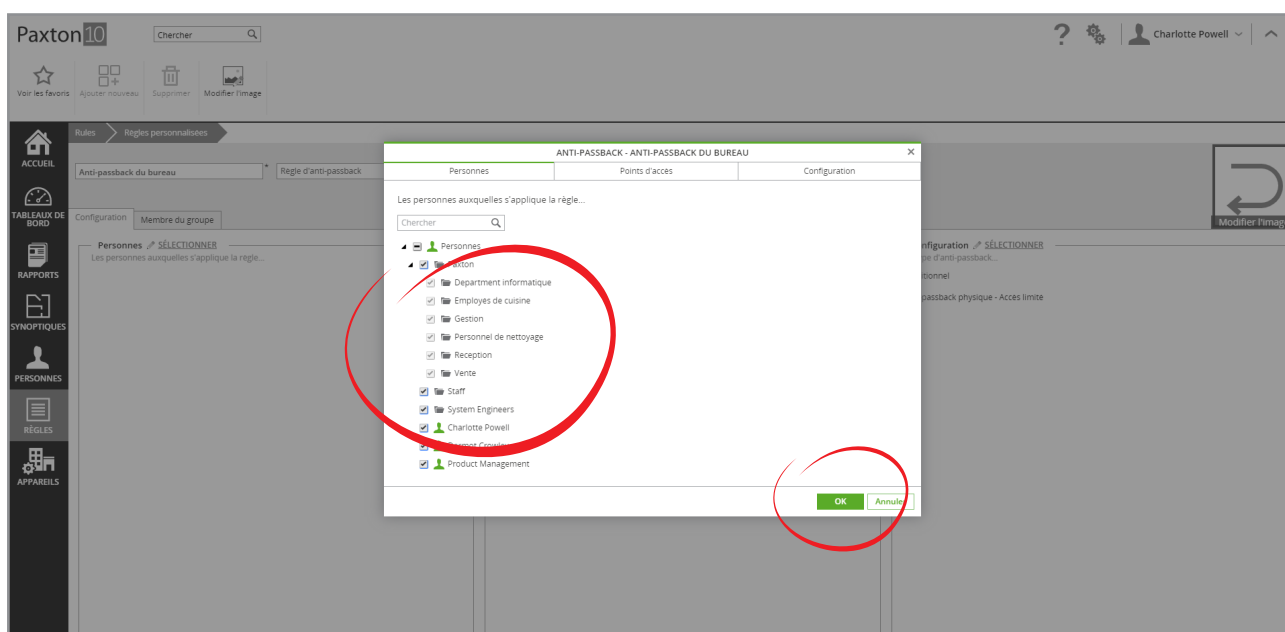 Paxton10 Chercher ? Charlotte Powell
Voir les favoris Ajouter nouveau Supprimer Modifier l'image
Rules Règles personnalisées
ACCUEIL
Anti-passback du bureau * Règle d'anti-passback
TABLEAUX DE
BORD
Configuration Membre du groupe
Personnes SÉLECTIONNER
Les personnes auxquelles s'applique la règle...
RAPPORTS
SYNOPTIQUES
PERSONNES
RÈGLES
APPAREILS
ANTI-PASSBACK - ANTI-PASSBACK DU BUREAU ×
Personnes Points d'accès Configuration
Les personnes auxquelles s'applique la règle...
Chercher
Personnes
Paxton
Department informatique
Employés de cuisine
Gestion
Personnel de nettoyage
Reception
Vente
Staff
System Engineers
Charlotte Powell
Dermot Crowley
Product Management
OK Annuler
nfiguration SÉLECTIONNER
pe d'anti-passback...
itionnel
passback physique - Accès limite
Modifier l'imag